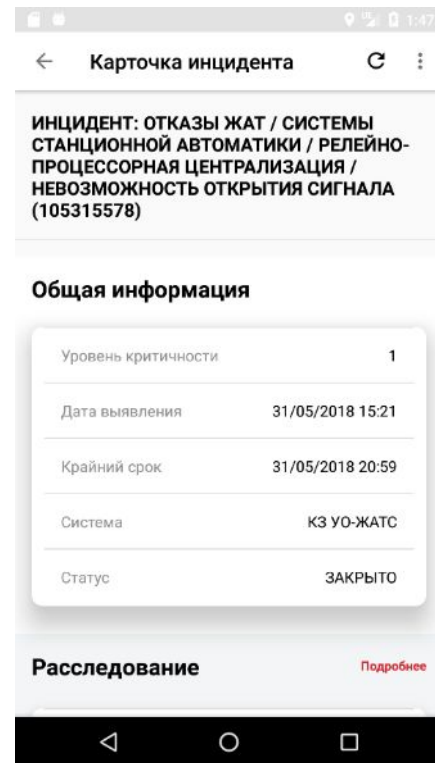 1:47
Карточка инцидента
ИНЦИДЕНТ: ОТКАЗЫ ЖАТ / СИСТЕМЫ
СТАНЦИОННОЙ АВТОМАТИКИ / РЕЛЕЙНО-
ПРОЦЕССОРНАЯ ЦЕНТРАЛИЗАЦИЯ /
НЕВОЗМОЖНОСТЬ ОТКРЫТИЯ СИГНАЛА
(105315578)
Общая информация
Уровень критичности 1
Дата выявления 31/05/2018 15:21
Крайний срок 31/05/2018 20:59
Система КЗ УО-ЖАТС
Статус ЗАКРЫТО
Расследование Подробнее